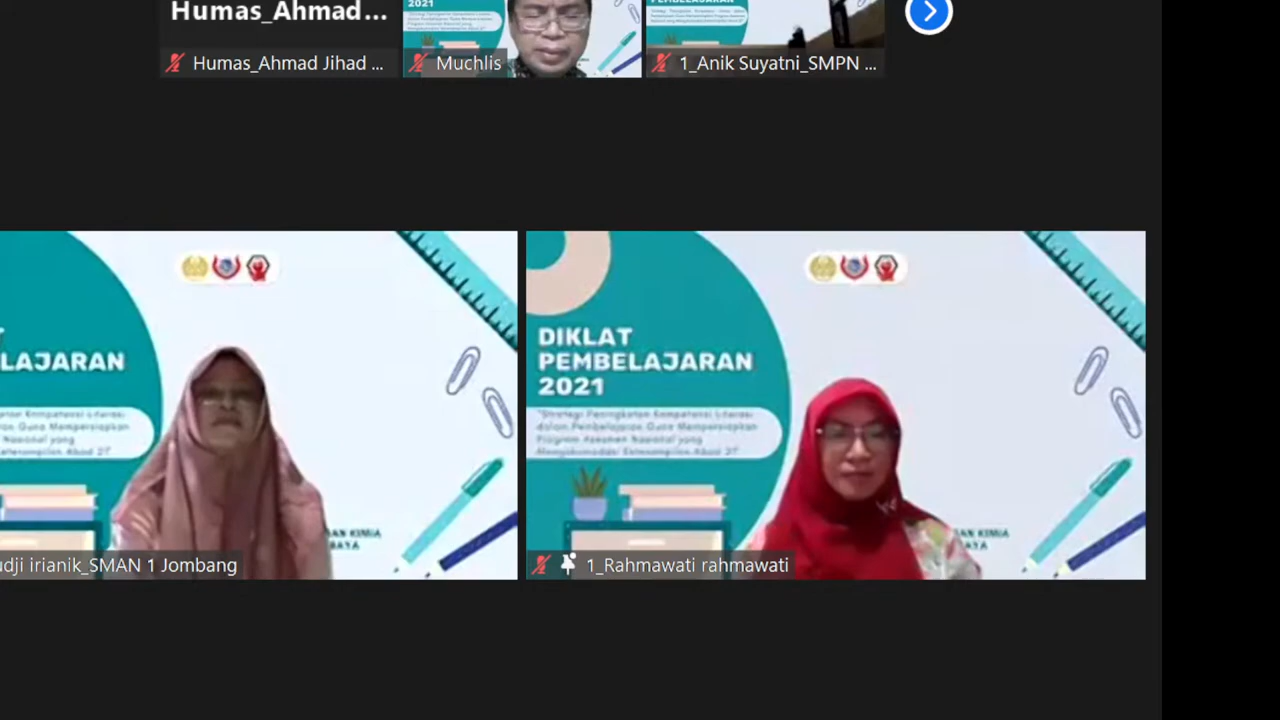 Humas_Ahmad...
Humas_Ahmad Jihad ...
2021
Muchlis
1_Anik Suyatni_SMPN ...
LAJARAN
udji irianik_SMAN 1 Jombang
DIKLAT
PEMBELAJARAN
2021
"Strategi Peningkatan Kompetensi Literasi
dalam Pembelajaran Guna Mempersiapkan
Program Asesmen Nasional yang
Mengakomodasi Keterampilan Abad 21"
1_Rahmawati rahmawati